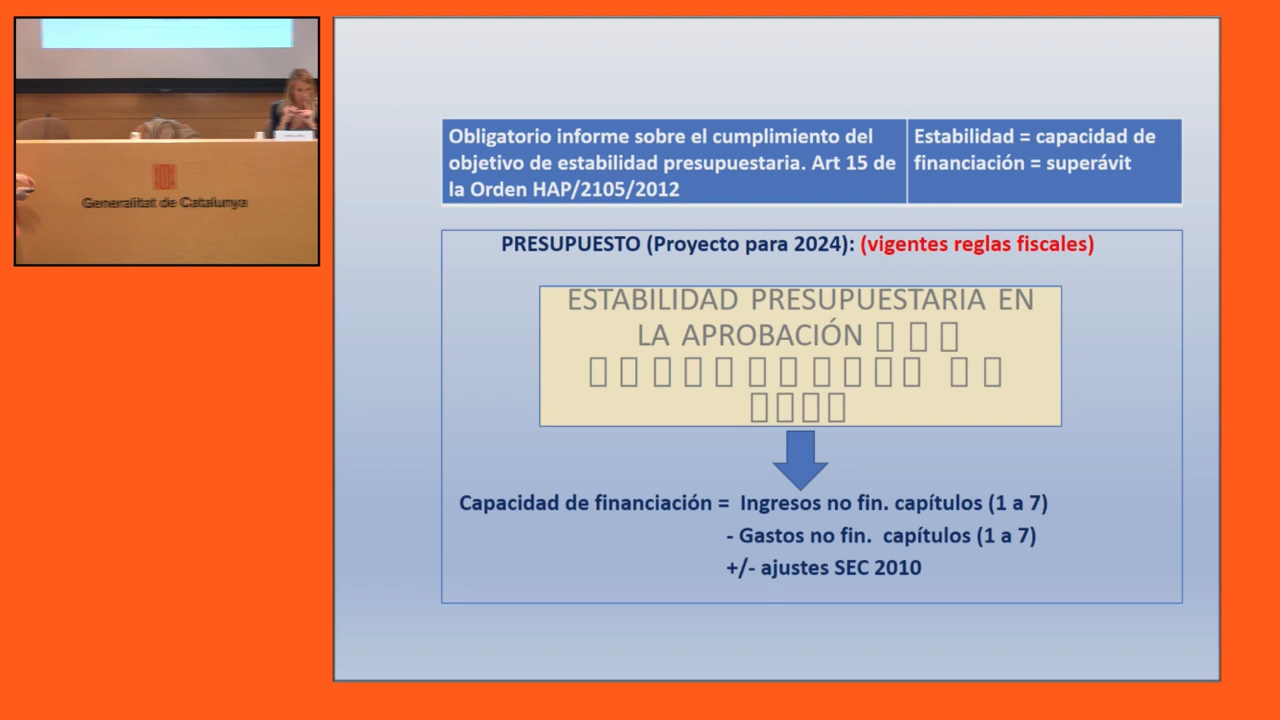 Generalitat de Catalunya
Obligatorio informe sobre el cumplimiento del
objetivo de estabilidad presupuestaria. Art 15 de
la Orden HAP/2105/2012
Estabilidad = capacidad de
financiación = superávit
PRESUPUESTO (Proyecto para 2024): (vigentes reglas fiscales)
ESTABILIDAD PRESUPUESTARIA EN
LA APROBACIÓN
Capacidad de financiación = Ingresos no fin. capítulos (1 a 7)
- Gastos no fin. capítulos (1 a 7)
+/- ajustes SEC 2010